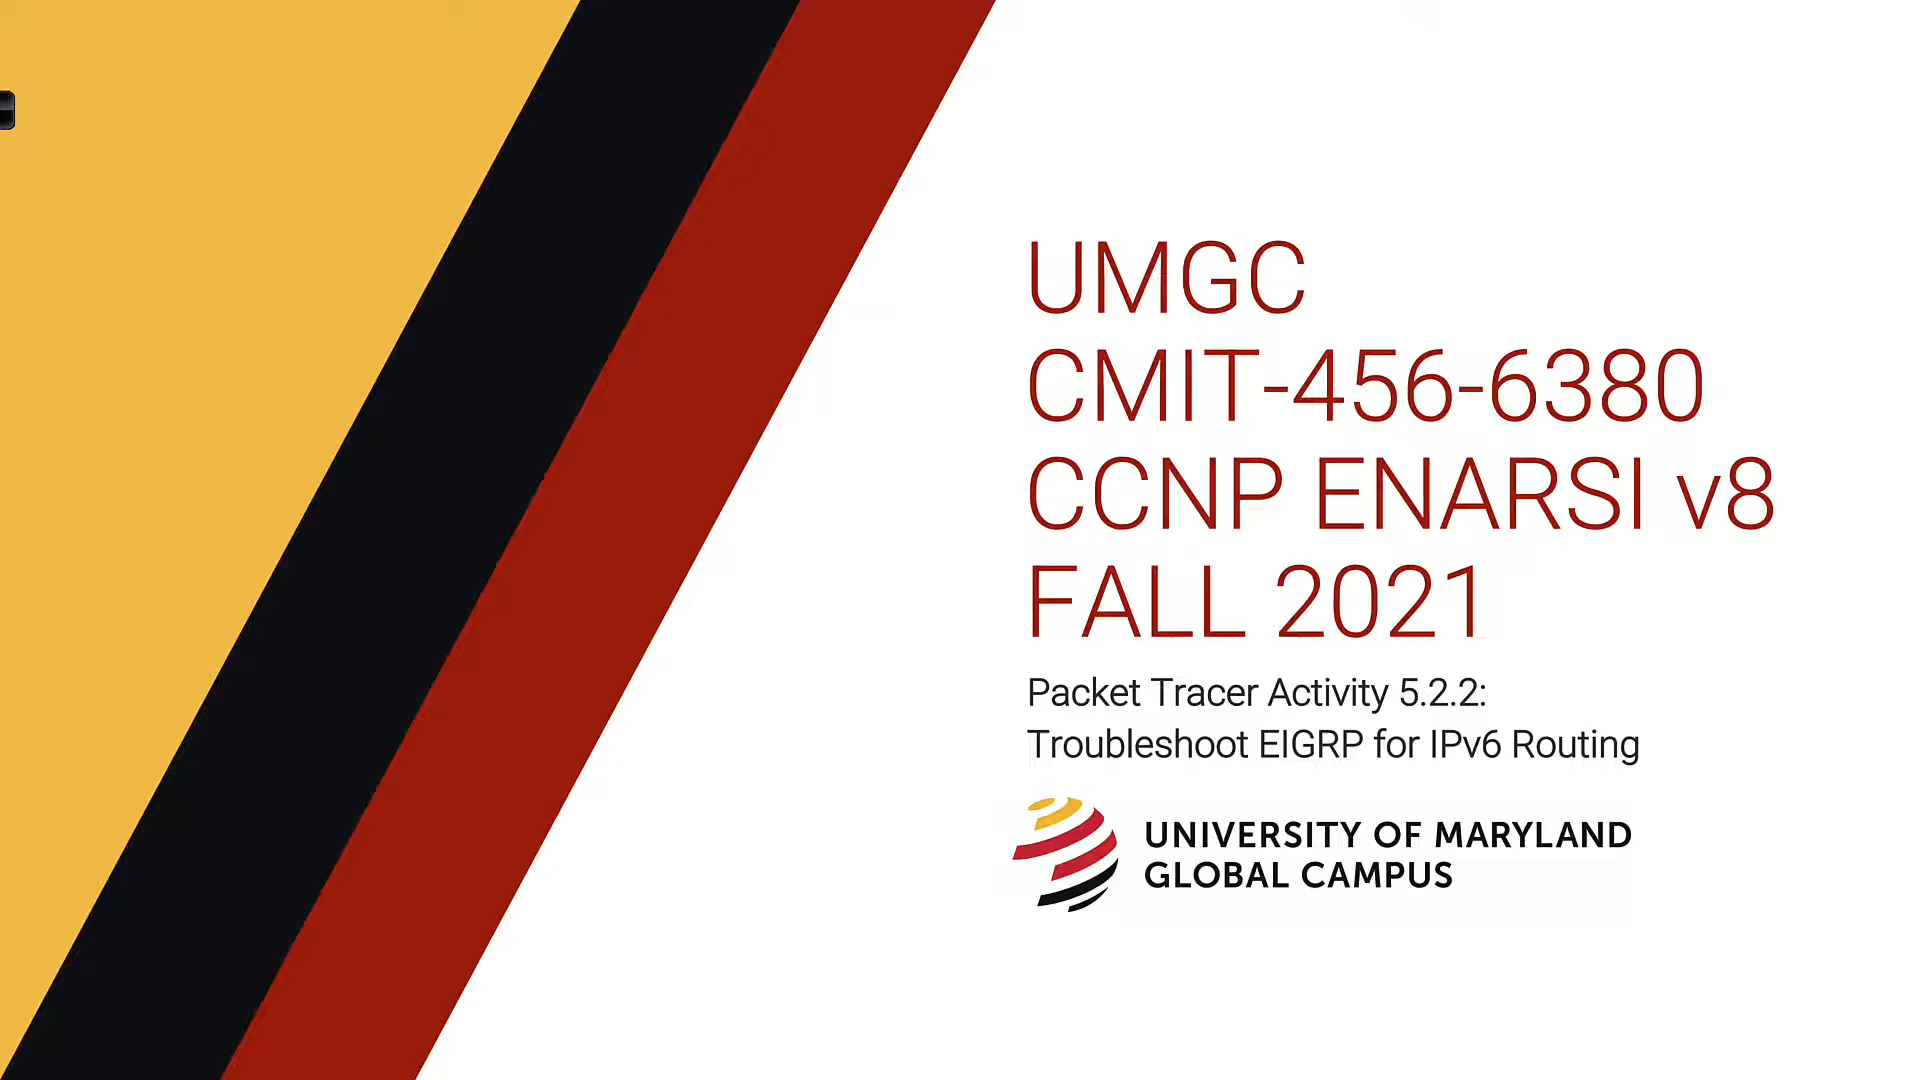 UMGC
CMIT-456-6380
CCNP ENARSI v8
FALL 2021
Packet Tracer Activity 5.2.2:
Troubleshoot EIGRP for IPv6 Routing
UNIVERSITY OF MARYLAND
GLOBAL CAMPUS